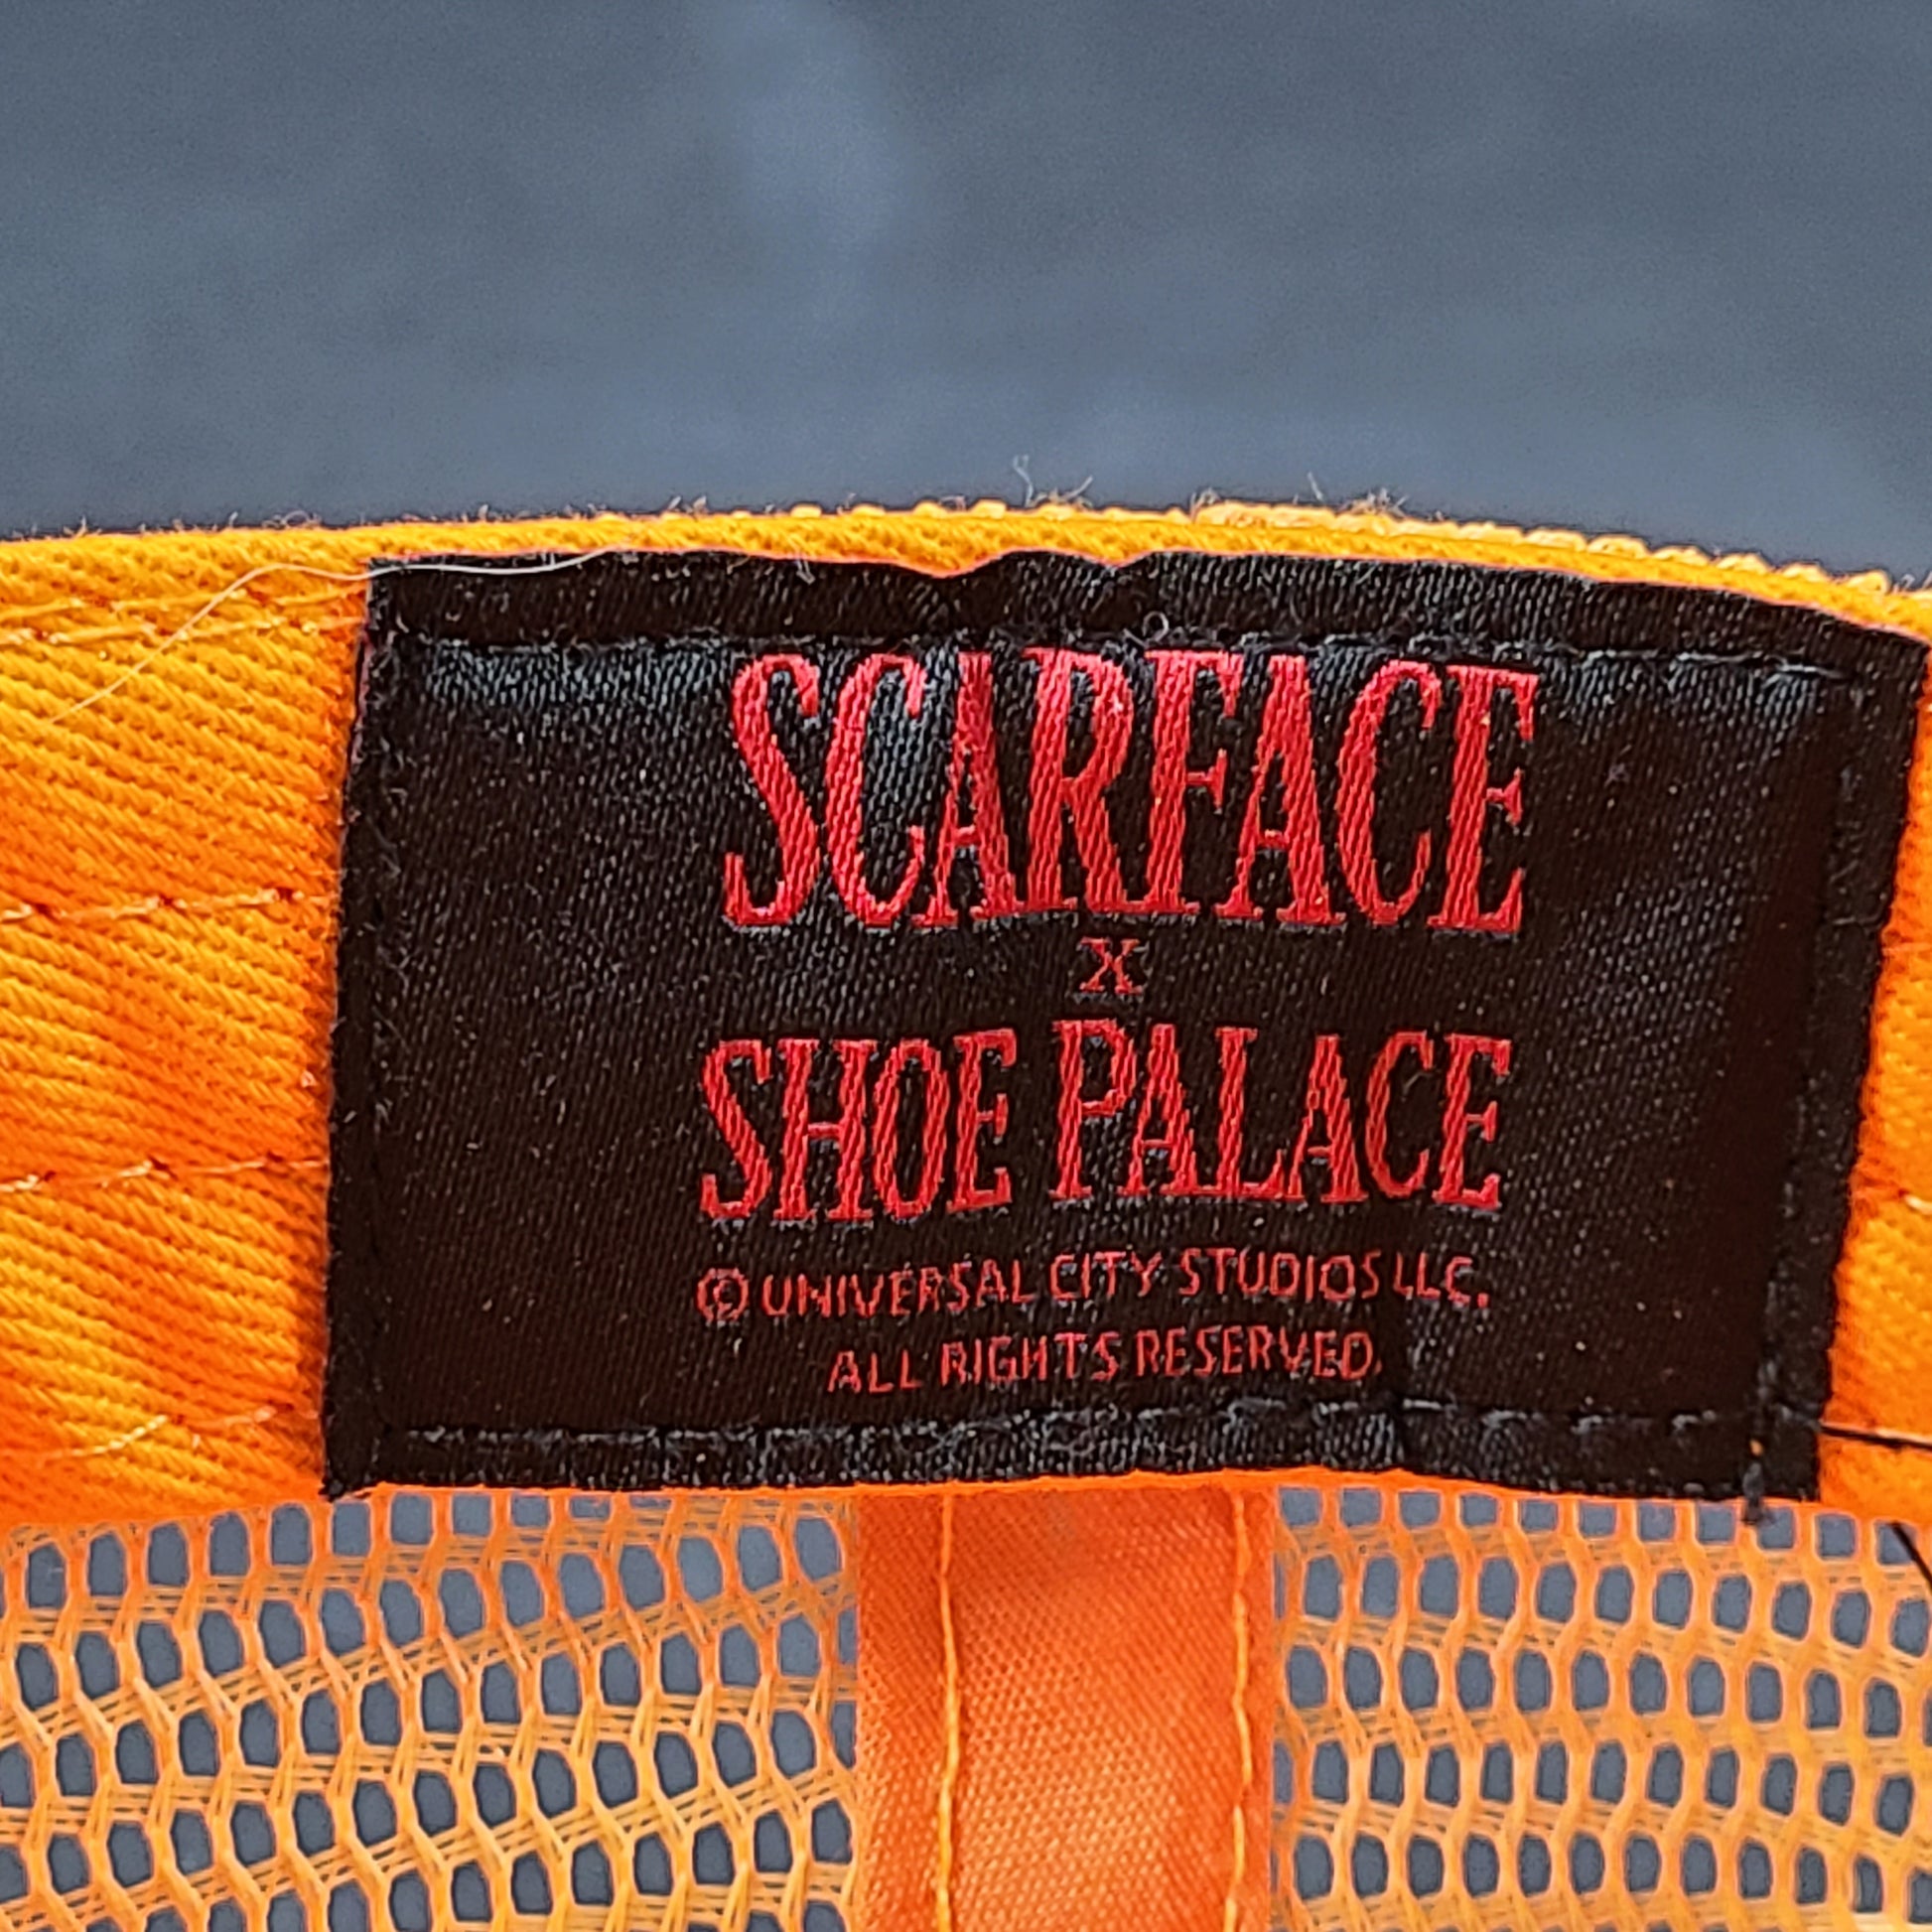 SCARFACE
X
SHOE PALACE
© UNIVERSAL CITY STUDIOS LLC.
ALL RIGHTS RESERVED.